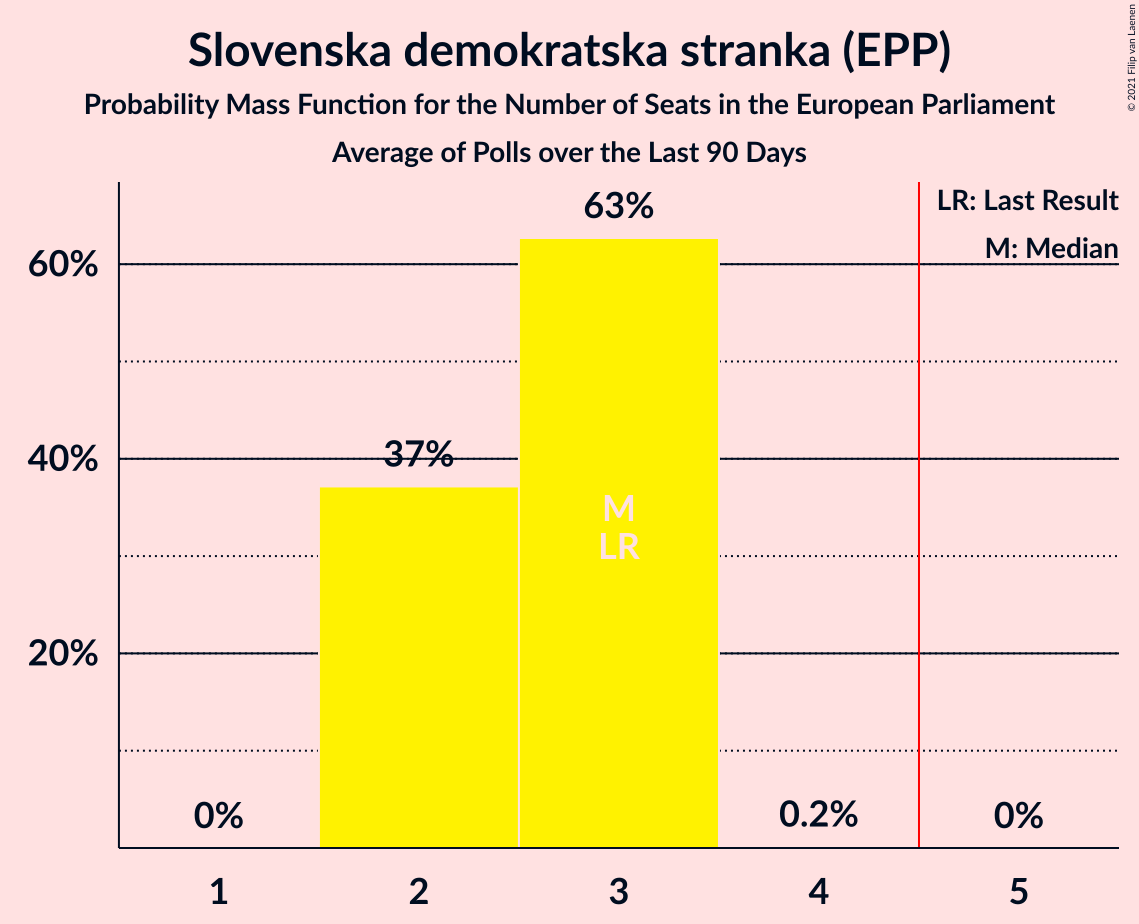 Slovenska demokratska stranka (EPP)
Probability Mass Function for the Number of Seats in the European Parliament
Average of Polls over the Last 90 Days
© 2021 Filip van Laenen
LR: Last Result
M: Median
63%
60%
40%
37%
20%
M
LR
0%
0.2%
0%
1
2
3
4
5